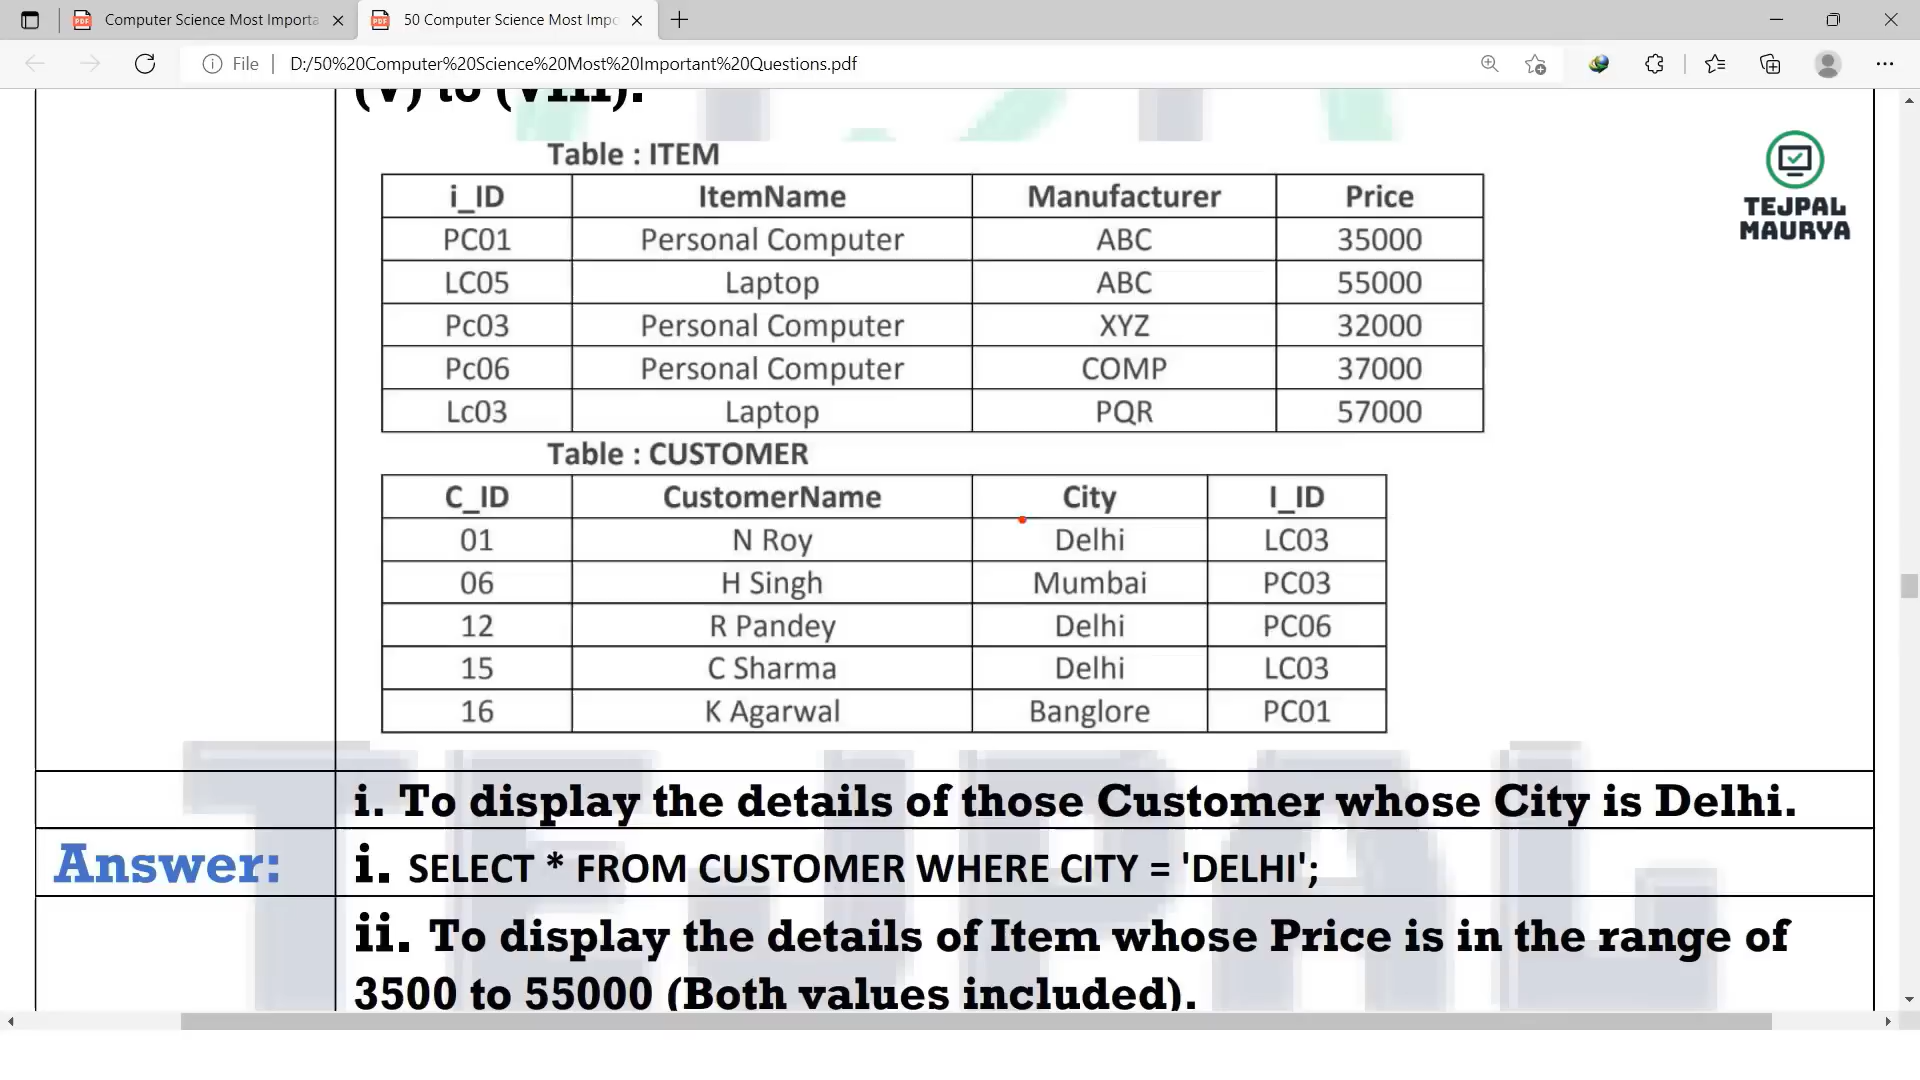 Computer Science Most Importa
50 Computer Science Most Impo
File
D:/50%20Computer%20Science%20Most%20Important%20Questions.pdf
(V) to (VIII).
Table : ITEM
i_ID ItemName Manufacturer Price
PC01 Personal Computer ABC 35000
LC05 Laptop ABC 55000
Pc03 Personal Computer XYZ 32000
Pc06 Personal Computer COMP 37000
Lc03 Laptop PQR 57000
TEJPAL
MAURYA
Table : CUSTOMER
C_ID CustomerName City I_ID
01 N Roy Delhi LC03
06 H Singh Mumbai PC03
12 R Pandey Delhi PC06
15 C Sharma Delhi LC03
16 K Agarwal Banglore PC01
i. To display the details of those Customer whose City is Delhi.
Answer: i. SELECT * FROM CUSTOMER WHERE CITY = 'DELHI';
ii. To display the details of Item whose Price is in the range of
3500 to 55000 (Both values included).
TEJPAL